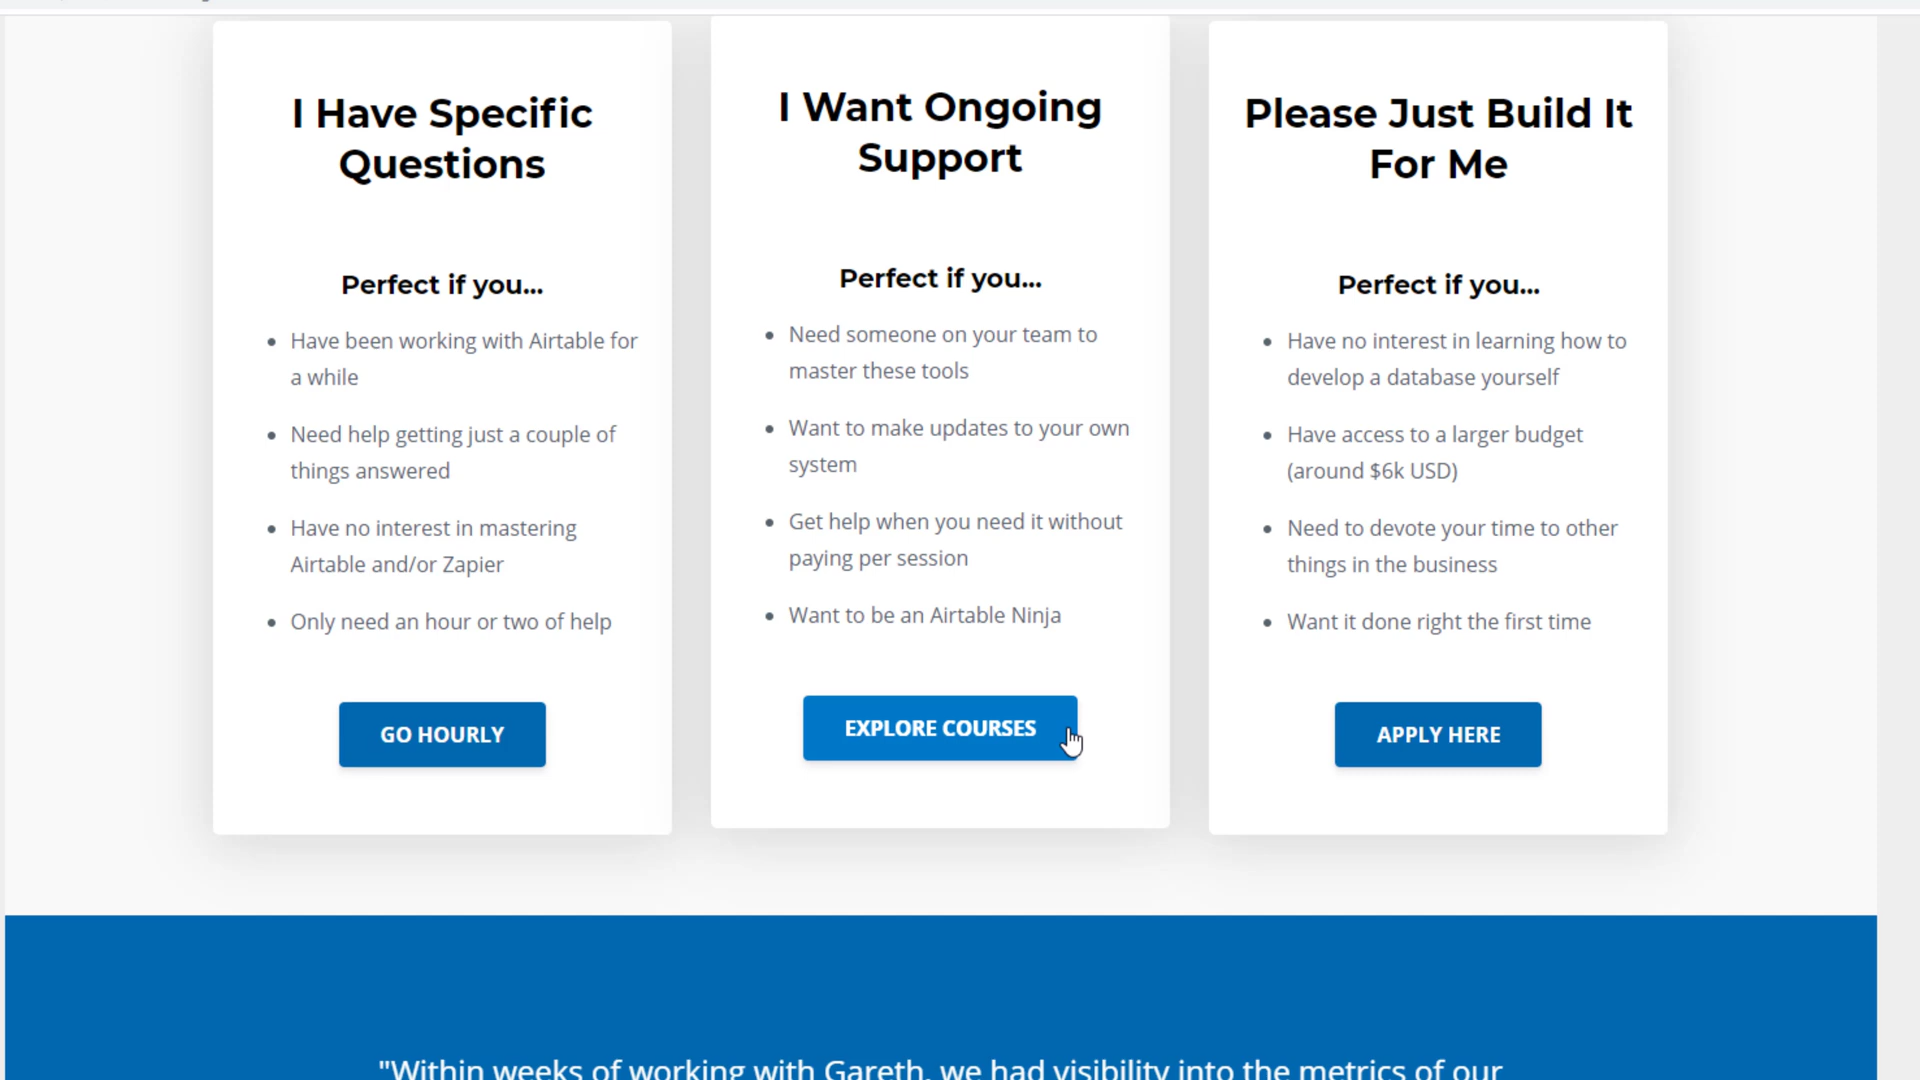 I Have Specific
Questions
Perfect if you...
Have been working with Airtable for
a while
Need help getting just a couple of
things answered
Have no interest in mastering
Airtable and/or Zapier
Only need an hour or two of help
GO HOURLY
I Want Ongoing
Support
Perfect if you...
Need someone on your team to
master these tools
Want to make updates to your own
system
Get help when you need it without
paying per session
Want to be an Airtable Ninja
EXPLORE COURSES
Please Just Build It
For Me
Perfect if you...
Have no interest in learning how to
develop a database yourself
Have access to a larger budget
(around $6k USD)
Need to devote your time to other
things in the business
Want it done right the first time
APPLY HERE
"Within weeks of working with Gareth, we had visibility into the metrics of our